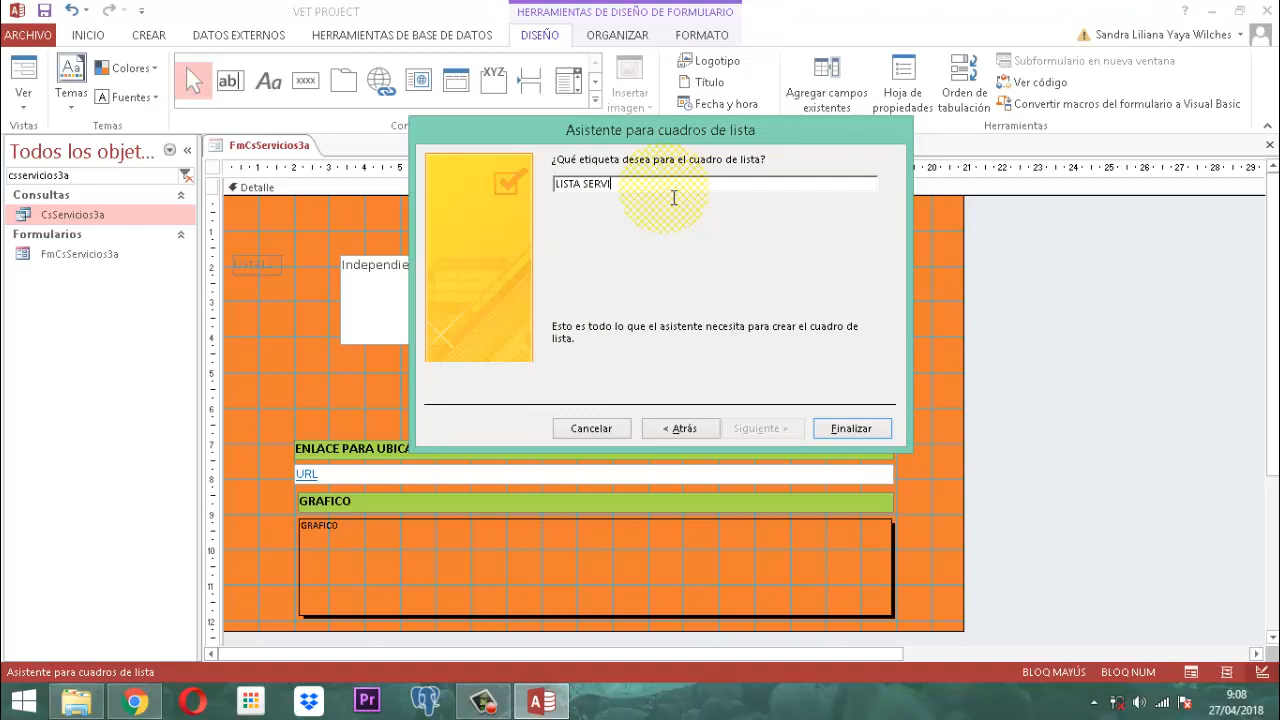 VET PROJECT
HERRAMIENTAS DE DISEÑO DE FORMULARIO
?
ARCHIVO
INICIO
CREAR
DATOS EXTERNOS
HERRAMIENTAS DE BASE DE DATOS
DISEÑO
ORGANIZAR
FORMATO
Sandra Liliana Yaya Wilches
Ver
Temas
Colores
Fuentes
ab|
Aa
xxxx
XYZ
Insertar
imagen
Logotipo
Título
Fecha y hora
Agregar campos
existentes
Hoja de
propiedades
Orden de
tabulación
Subformulario en nueva ventana
Ver código
Convertir macros del formulario a Visual Basic
Vistas
Temas
Herramientas
Todos los objet...
csservicios3a
Consultas
CsServicios3a
Formularios
FmCsServicios3a
FmCsServicios3a
Detalle
Independie
ENLACE PARA UBICA
URL
GRAFICO
GRAFICO
Asistente para cuadros de lista
¿Qué etiqueta desea para el cuadro de lista?
LISTA SERVI
Esto es todo lo que el asistente necesita para crear el cuadro de
lista.
Cancelar
< Atrás
Siguiente >
Finalizar
Asistente para cuadros de lista
BLOQ MAYÚS
BLOQ NUM
Pr
9:08
27/04/2018